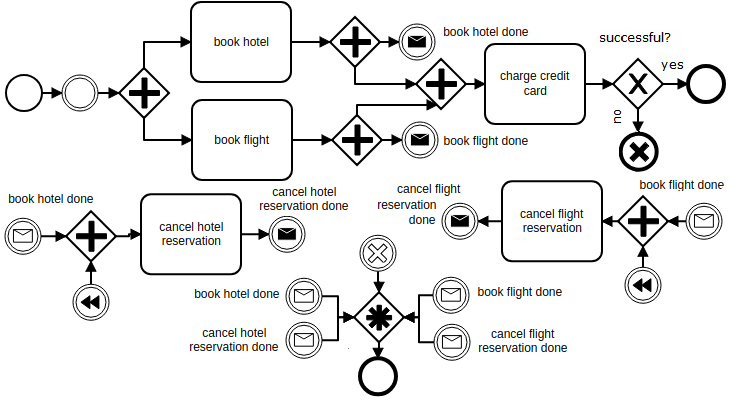 book hotel done
successful?
book hotel
yes
charge credit
card
no
book flight
book flight done
book hotel done
cancel hotel
reservation done
cancel flight
reservation
done
book flight done
cancel hotel
reservation
cancel flight
reservation
book hotel done
book flight done
cancel hotel
reservation done
cancel flight
reservation done